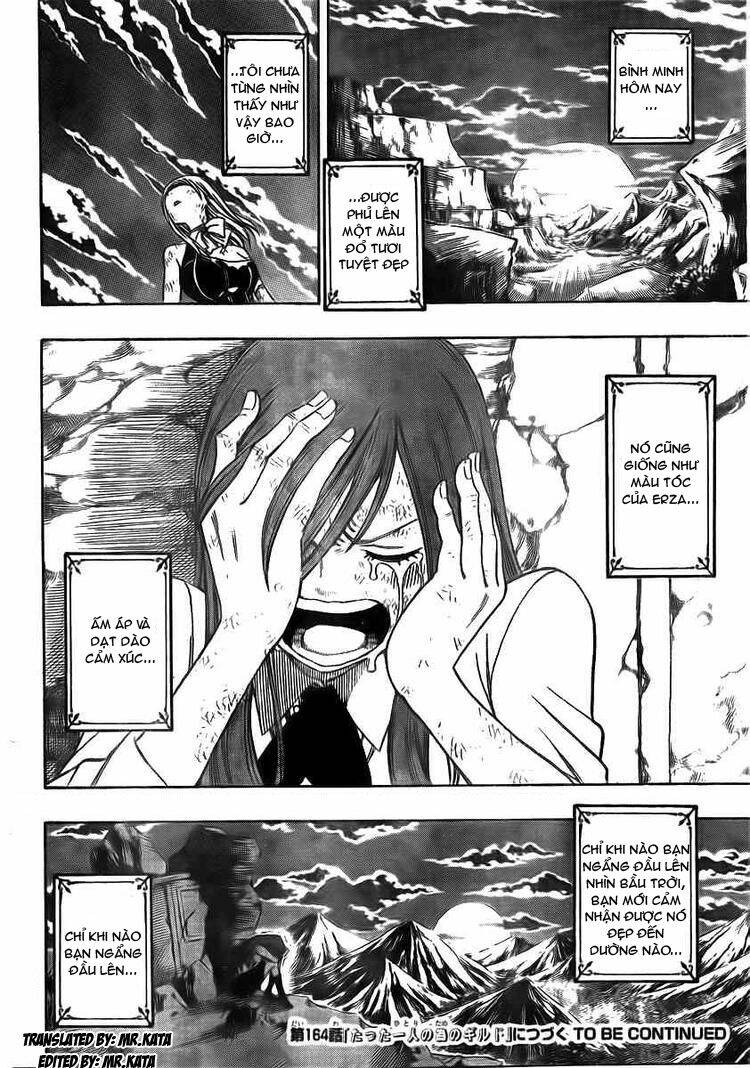 BÌNH MINH
HÔM NAY
...
...ĐƯỢC
PHỦ LÊN
MỘT MÀU
ĐỎ TƯƠI
TUYỆT ĐẸP
..TÔI CHƯA
TỪNG NHÌN
THẤY NHƯ
VẬY BAO
GIỜ...
NÓ CŨNG
GIỐNG NHƯ
MÀU TÓC
CỦA ERZA...
ẤM ÁP VÀ
DẠT DÀO
CẢM XÚC...
CHỈ KHI NÀO BẠN
NGẨNG ĐẦU LÊN
NHÌN BẦU TRỜI,
BẠN MỚI CẢM
NHẬN ĐƯỢC NÓ
ĐẸP ĐẾN
DƯỜNG NÀO...
CHỈ KHI NÀO
BẠN NGẨNG
ĐẦU LÊN...
第164話『たった一人の為のギルド』につづく TO BE CONTINUED
TRANSLATED BY: MR.KATA
EDITED BY: MR.KATA